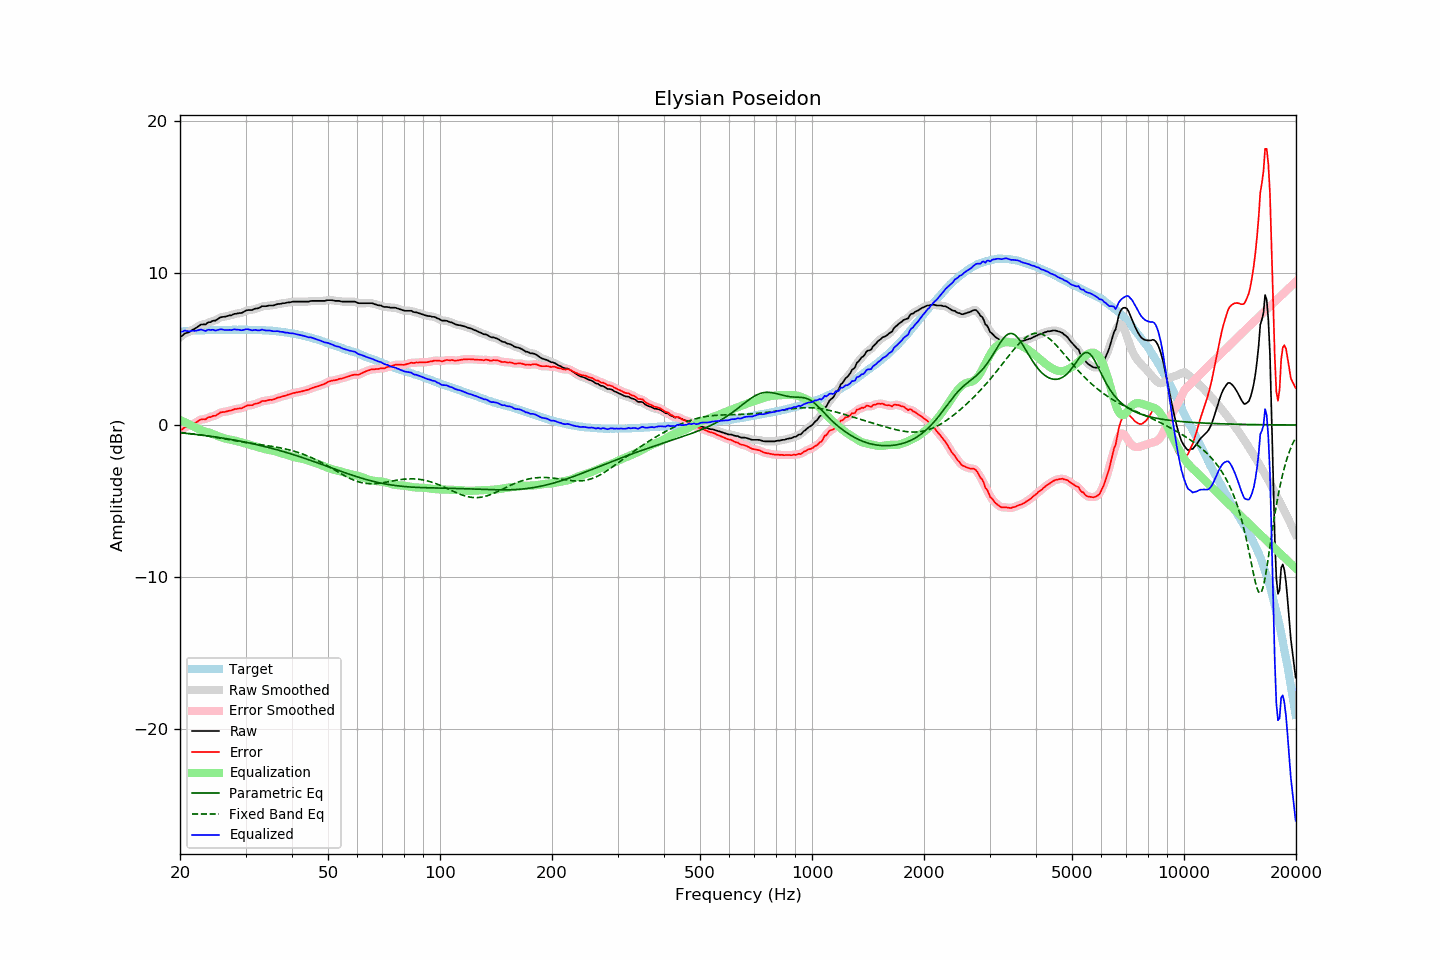 Elysian Poseidon
20
10
0
−10
−20
Amplitude (dBr)
Target
Raw Smoothed
Error Smoothed
Raw
Error
Equalization
Parametric Eq
Fixed Band Eq
Equalized
20 50 100 200 500 1000 2000 5000 10000 20000
Frequency (Hz)